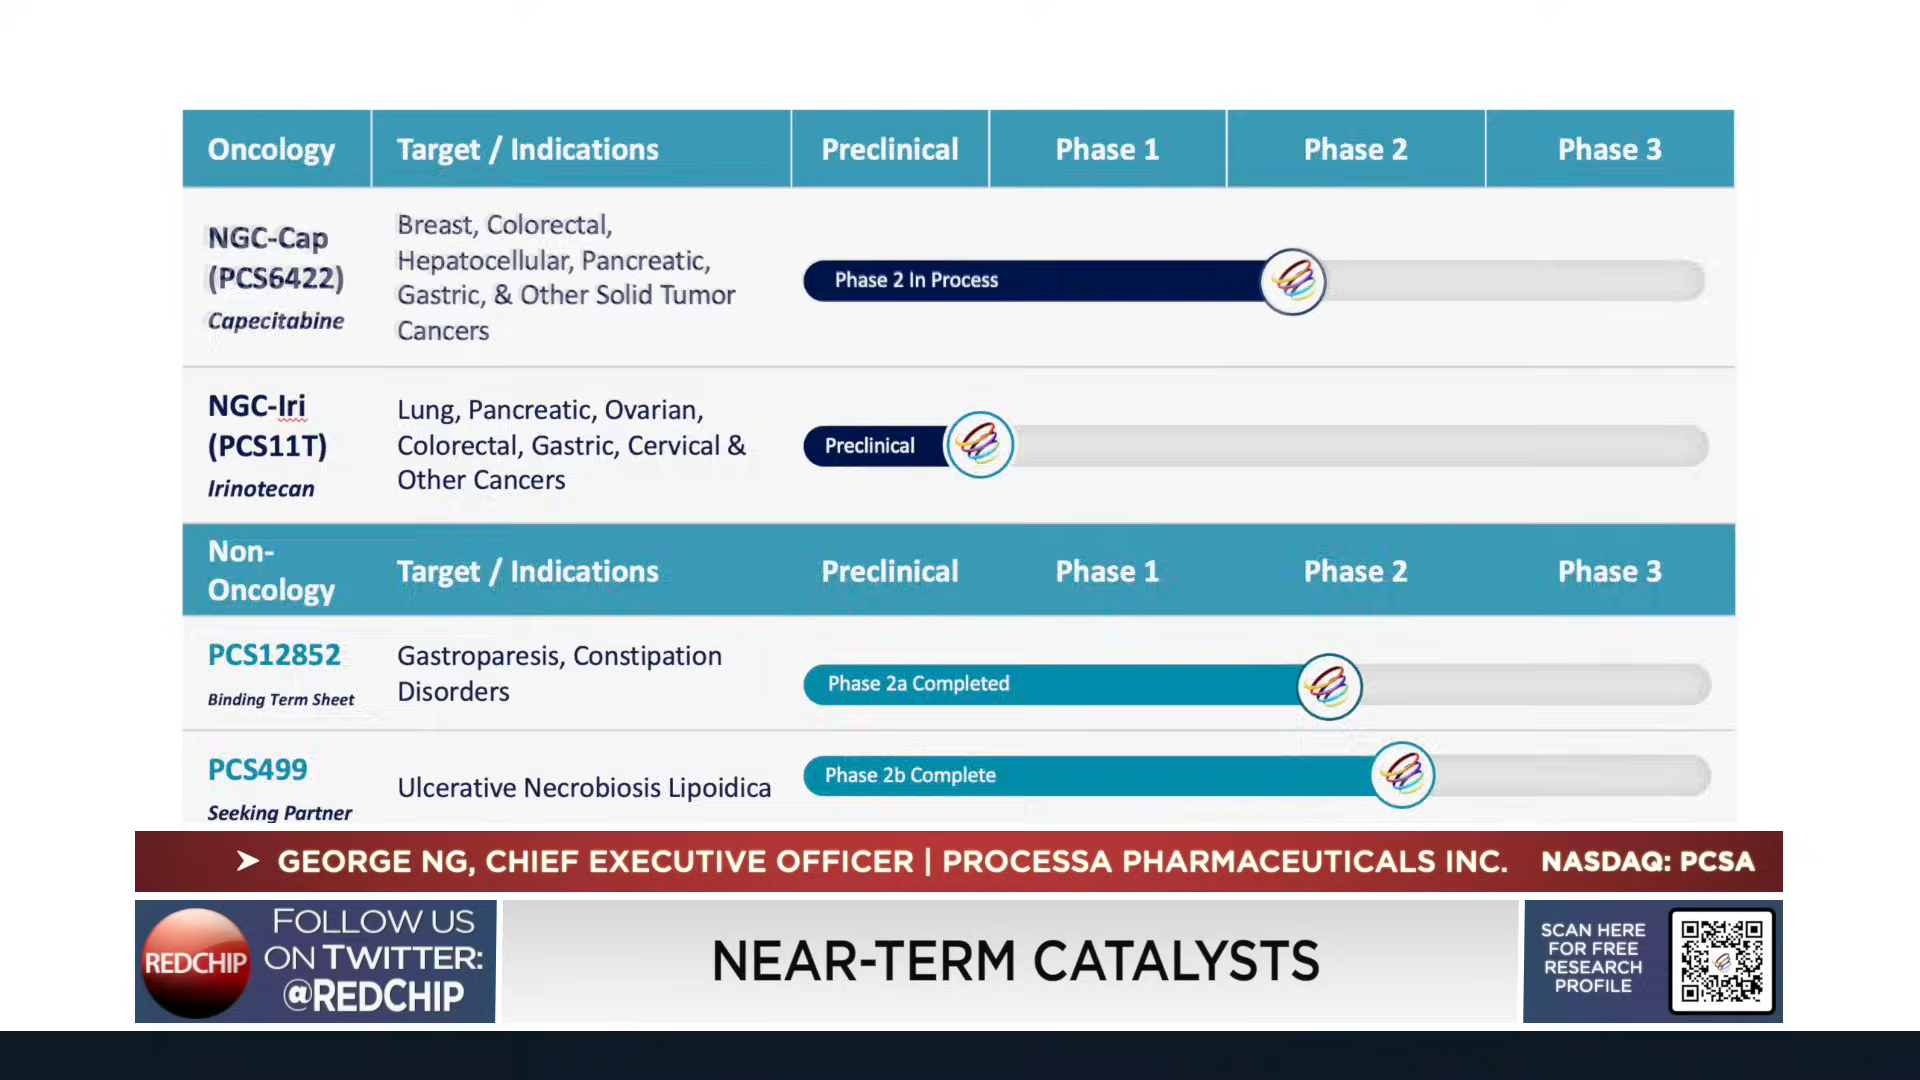 Oncology
Target / Indications
Preclinical
Phase 1
Phase 2
Phase 3
NGC-Cap
(PCS6422)
Capecitabine
Breast, Colorectal,
Hepatocellular, Pancreatic,
Gastric, & Other Solid Tumor
Cancers
Phase 2 In Process
NGC-Iri
(PCS11T)
Irinotecan
Lung, Pancreatic, Ovarian,
Colorectal, Gastric, Cervical &
Other Cancers
Preclinical
Non-
Oncology
Target / Indications
Preclinical
Phase 1
Phase 2
Phase 3
PCS12852
Binding Term Sheet
Gastroparesis, Constipation
Disorders
Phase 2a Completed
PCS499
Seeking Partner
Ulcerative Necrobiosis Lipoidica
Phase 2b Complete
➤ GEORGE NG, CHIEF EXECUTIVE OFFICER | PROCESSA PHARMACEUTICALS INC. NASDAQ: PCSA
REDCHIP
FOLLOW US
ON TWITTER:
@REDCHIP
NEAR-TERM CATALYSTS
SCAN HERE
FOR FREE
RESEARCH
PROFILE